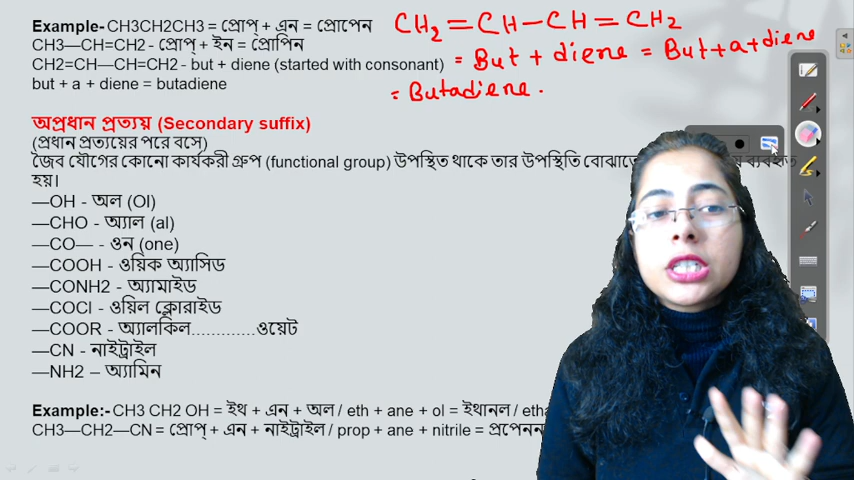 Example- CH3CH2CH3 = প্রোপ্ + এন = প্রোপেন
CH3—CH=CH2 - প্রোপ্ + ইন = প্রোপিন
CH2=CH—CH=CH2 - but + diene (started with consonant)
but + a + diene = butadiene
CH2=CH-CH=CH2
= But + diene = But+a+diene
= Butadiene.
অপ্রধান প্রত্যয় (Secondary suffix)
(প্রধান প্রত্যয়ের পরে বসে)
জৈব যৌগের কোনো কার্যকরী গ্রুপ (functional group) উপস্থিত থাকে তার উপস্থিতি বোঝাতে
হয়।
—OH - অল (Ol)
—CHO - অ্যাল (al)
—CO— - ওন্ (one)
—COOH - ওয়িক অ্যাসিড
—CONH2 - অ্যামাইড
—COCl - ওয়িল ক্লোরাইড
—COOR - অ্যালকিল.............ওয়েট
—CN - নাইট্রাইল
—NH2 – অ্যামিন
Example:- CH3 CH2 OH = ইথ + এন + অল / eth + ane + ol = ইথানল /
CH3—CH2—CN = প্রোপ্ + এন + নাইট্রাইল / prop + ane + nitrile =